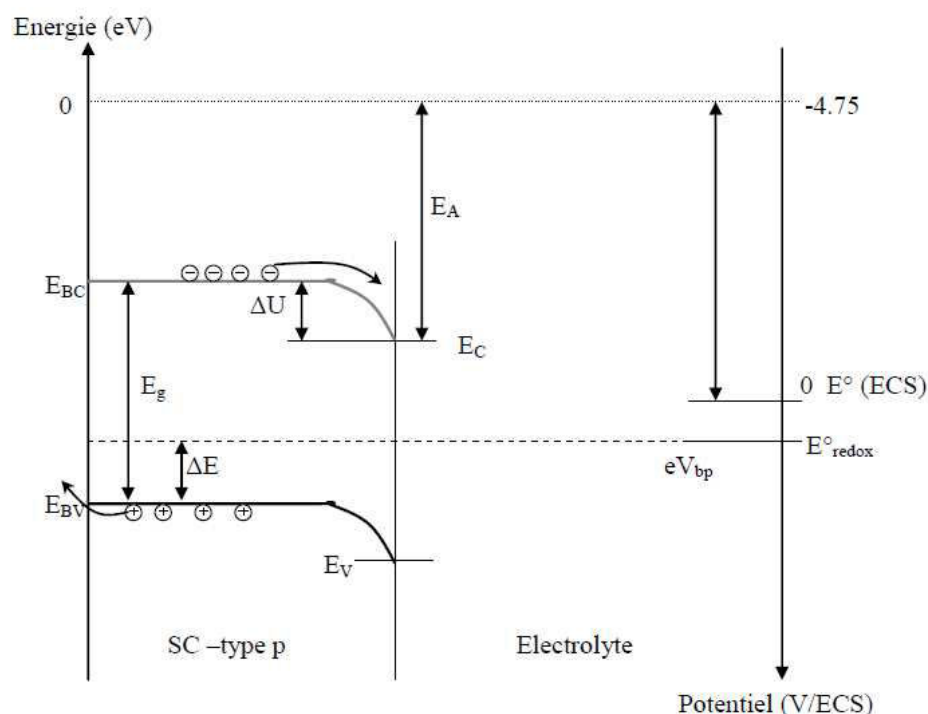 Energie (eV)
0
-4.75
E_A
E_BC
ΔU
E_C
E_g
0 E° (ECS)
ΔE
eV_bp
E°_redox
E_BV
E_V
SC –type p
Electrolyte
Potentiel (V/ECS)